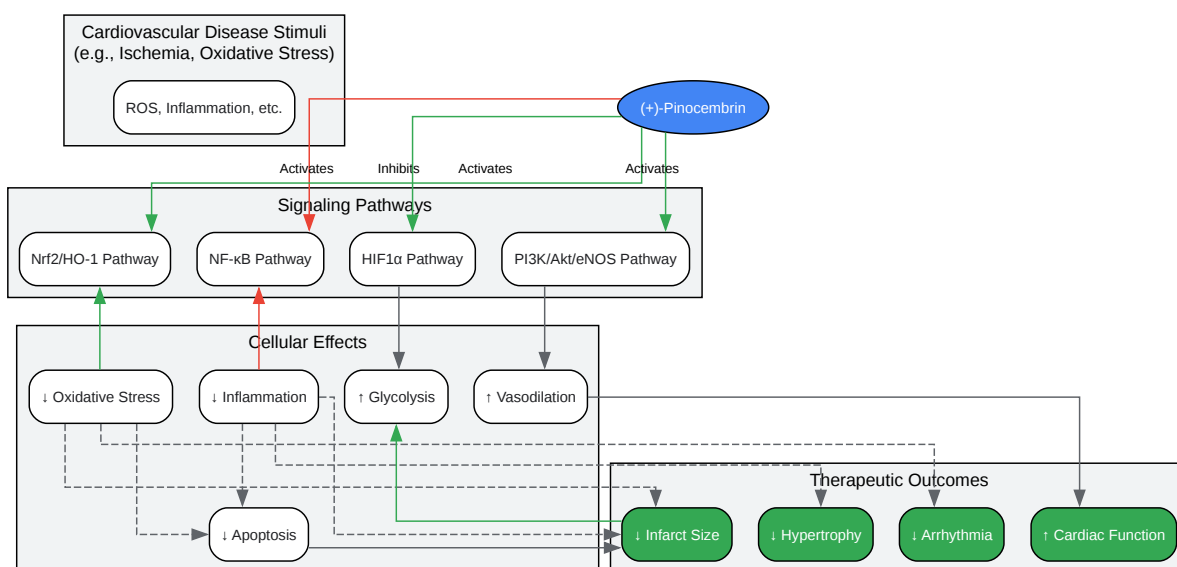 Cardiovascular Disease Stimuli
(e.g., Ischemia, Oxidative Stress)
ROS, Inflammation, etc.
(+)-Pinocembrin
Activates
Inhibits
Activates
Activates
Signaling Pathways
Nrf2/HO-1 Pathway
NF-κB Pathway
HIF1α Pathway
PI3K/Akt/eNOS Pathway
Cellular Effects
↓ Oxidative Stress
↓ Inflammation
↑ Glycolysis
↑ Vasodilation
Therapeutic Outcomes
↓ Apoptosis
↓ Infarct Size
↓ Hypertrophy
↓ Arrhythmia
↑ Cardiac Function